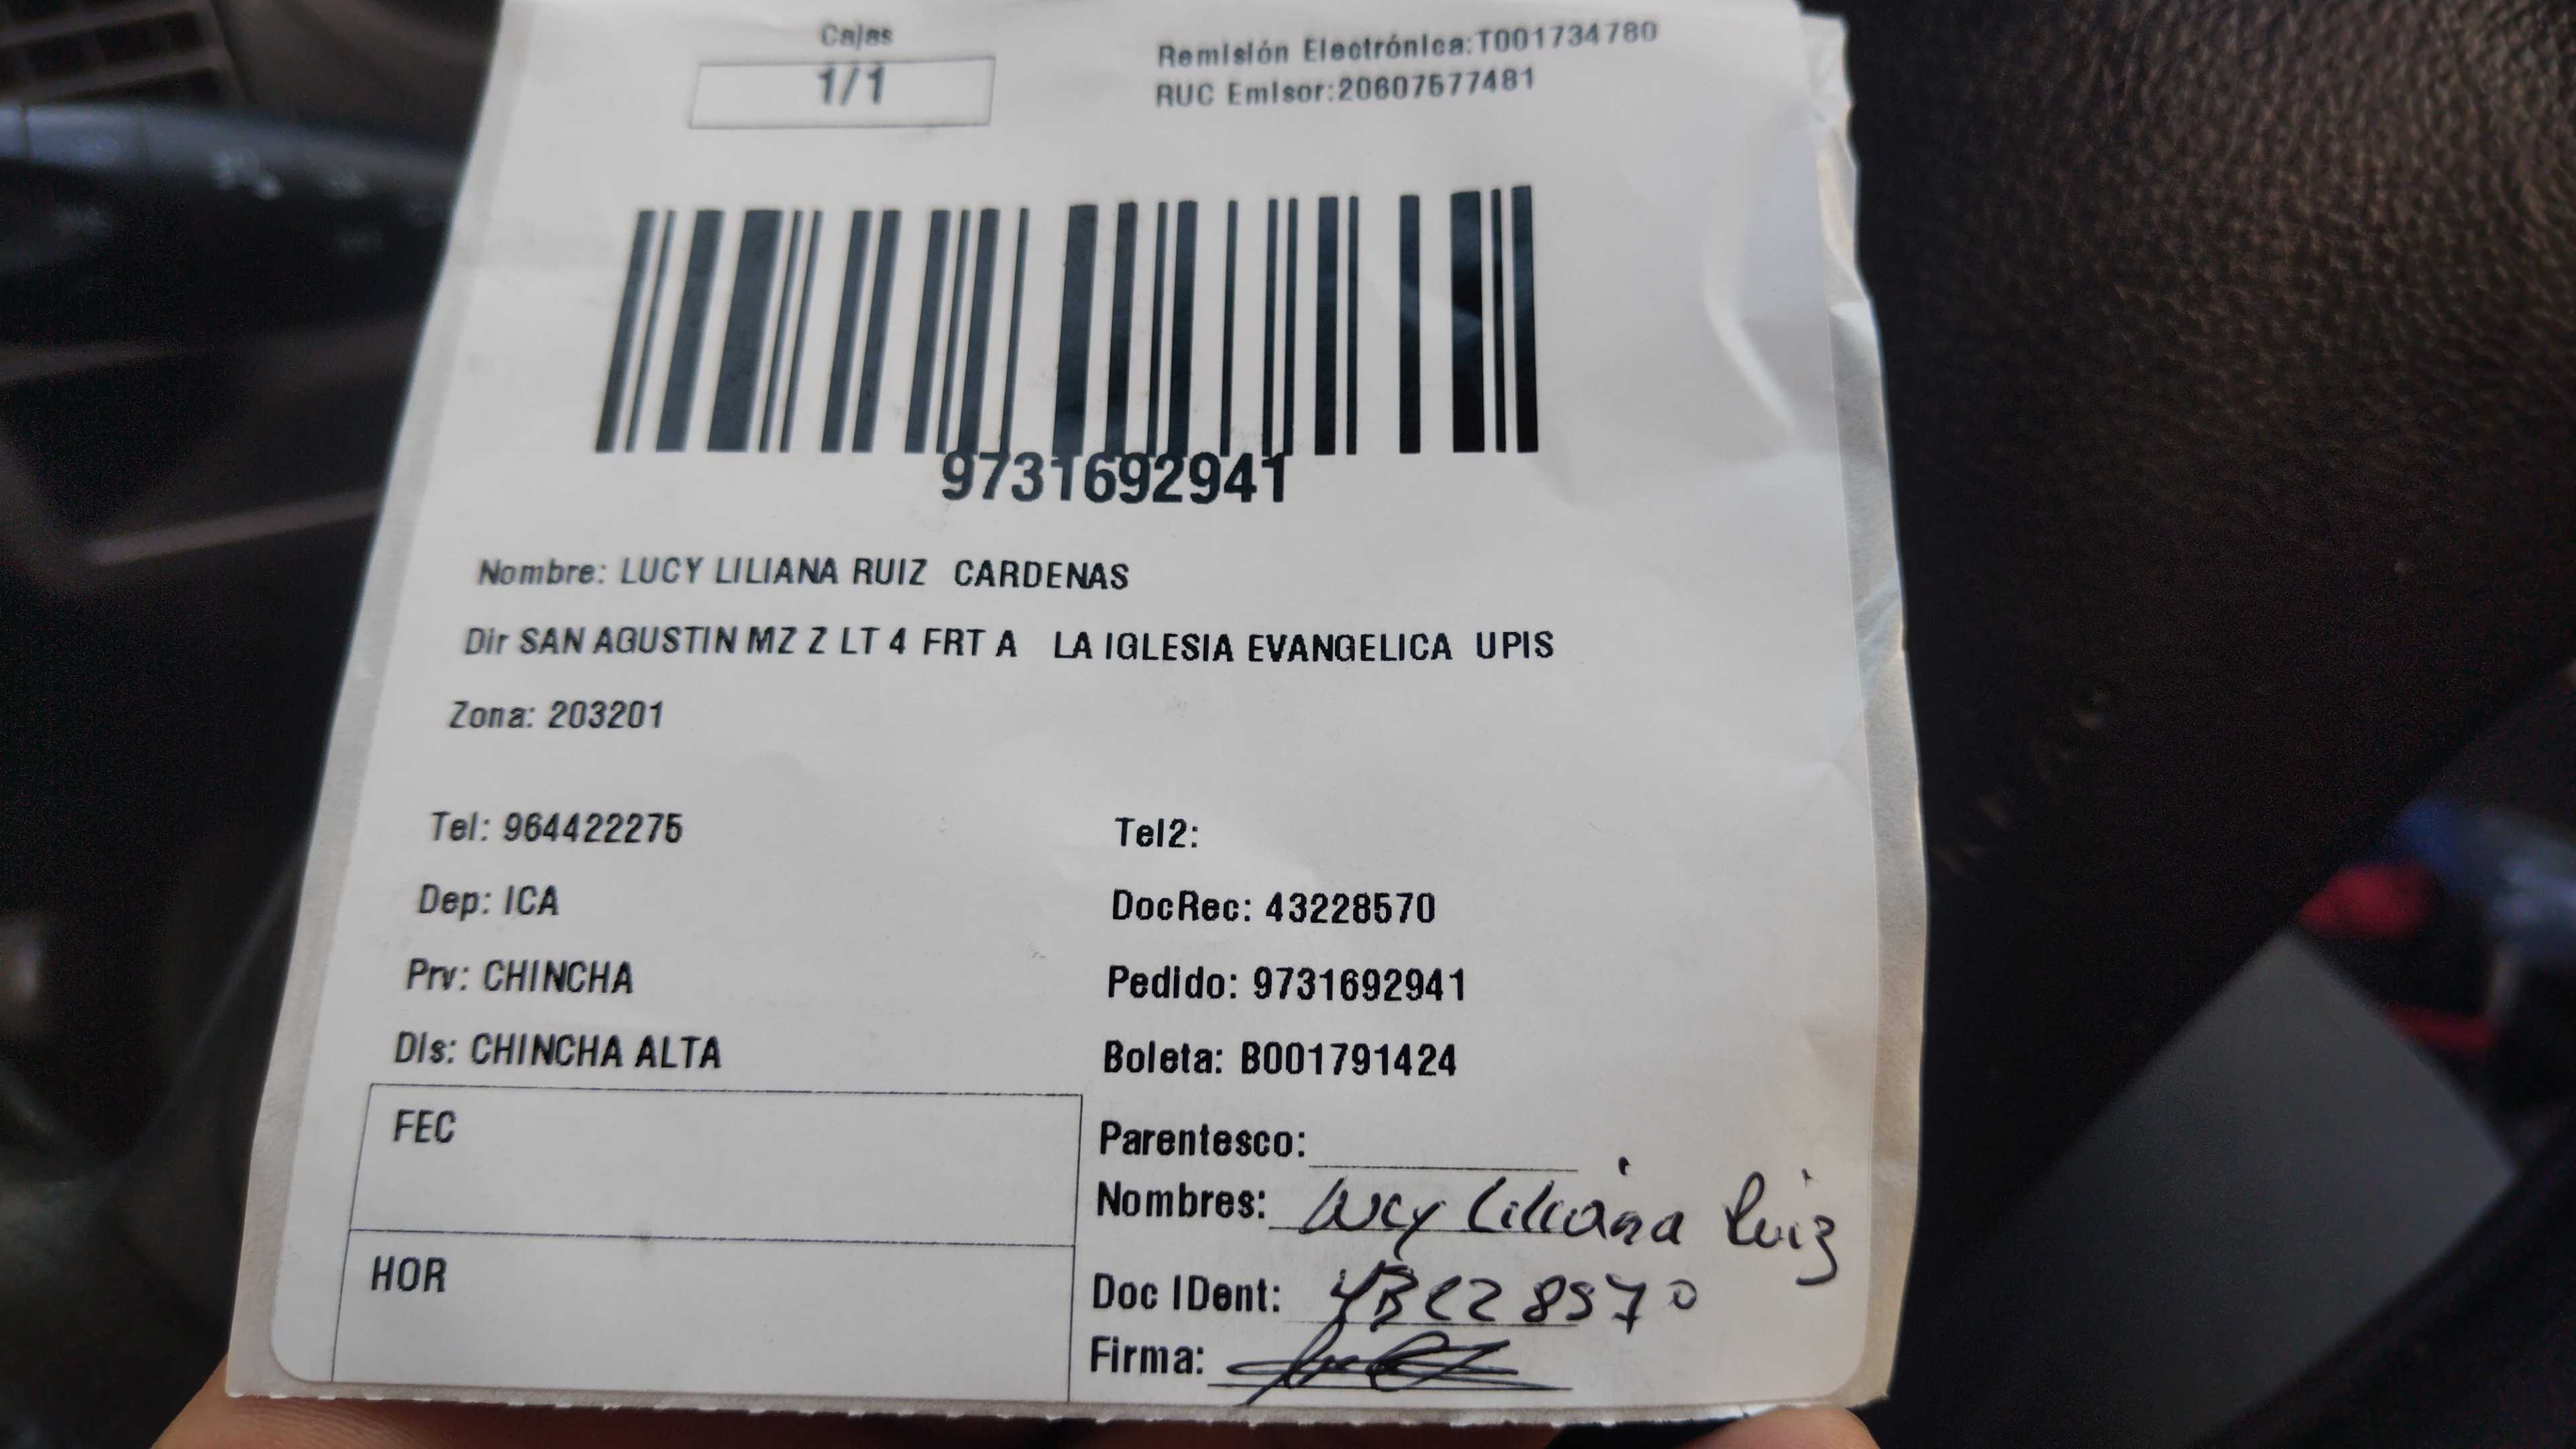 Cajas
1/1
Remisión Electrónica:T001734780
RUC Emisor:20607577481
9731692941
Nombre: LUCY LILIANA RUIZ CARDENAS
Dir SAN AGUSTIN MZ Z LT 4 FRT A LA IGLESIA EVANGELICA UPIS
Zona: 203201
Tel: 964422275
Tel2:
Dep: ICA
DocRec: 43228570
Prv: CHINCHA
Pedido: 9731692941
Dis: CHINCHA ALTA
Boleta: B001791424
FEC
Parentesco:
Nombres: Lucy Liliana Ruiz
HOR
Doc IDent: 43228570
Firma: